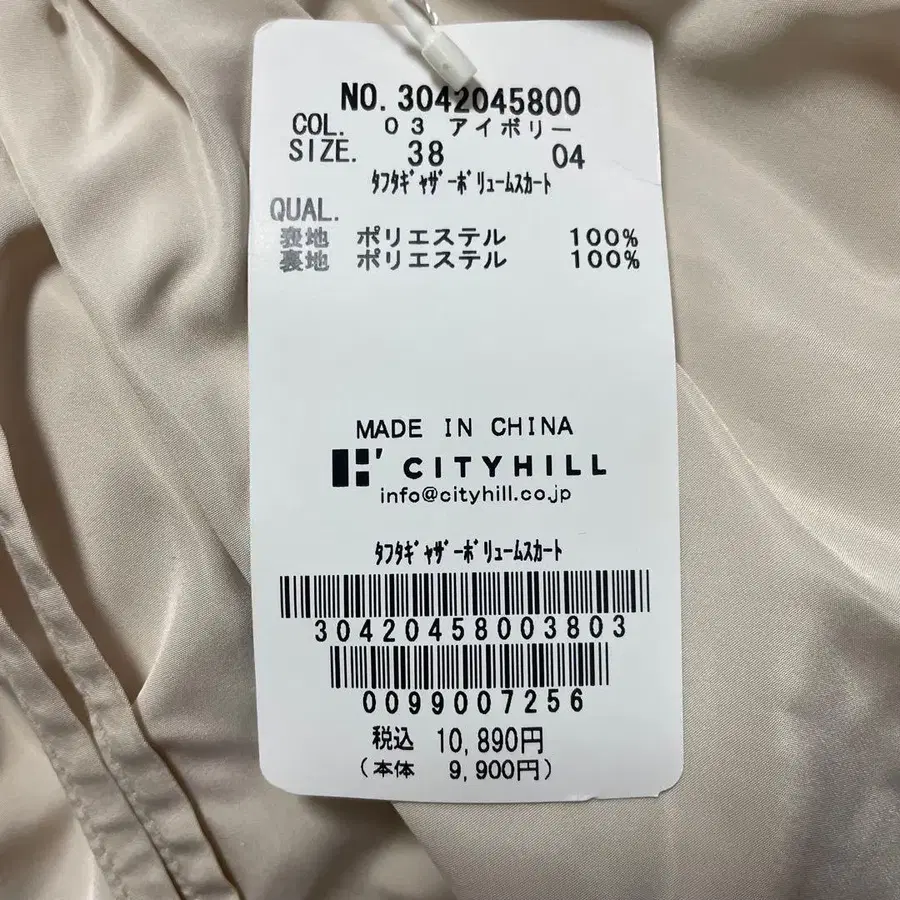 NO. 3042045800
COL. 03 アイボリー
SIZE. 38 04
ﾀﾌﾀｷﾞｬｻﾞｰﾎﾞﾘｭｰﾑｽｶｰﾄ
QUAL.
表地 ポリエステル 100%
裏地 ポリエステル 100%
MADE IN CHINA
CITYHILL
info@cityhill.co.jp
ﾀﾌﾀｷﾞｬｻﾞｰﾎﾞﾘｭｰﾑｽｶｰﾄ
30420458003803
0099007256
税込 10,890円
(本体 9,900円)